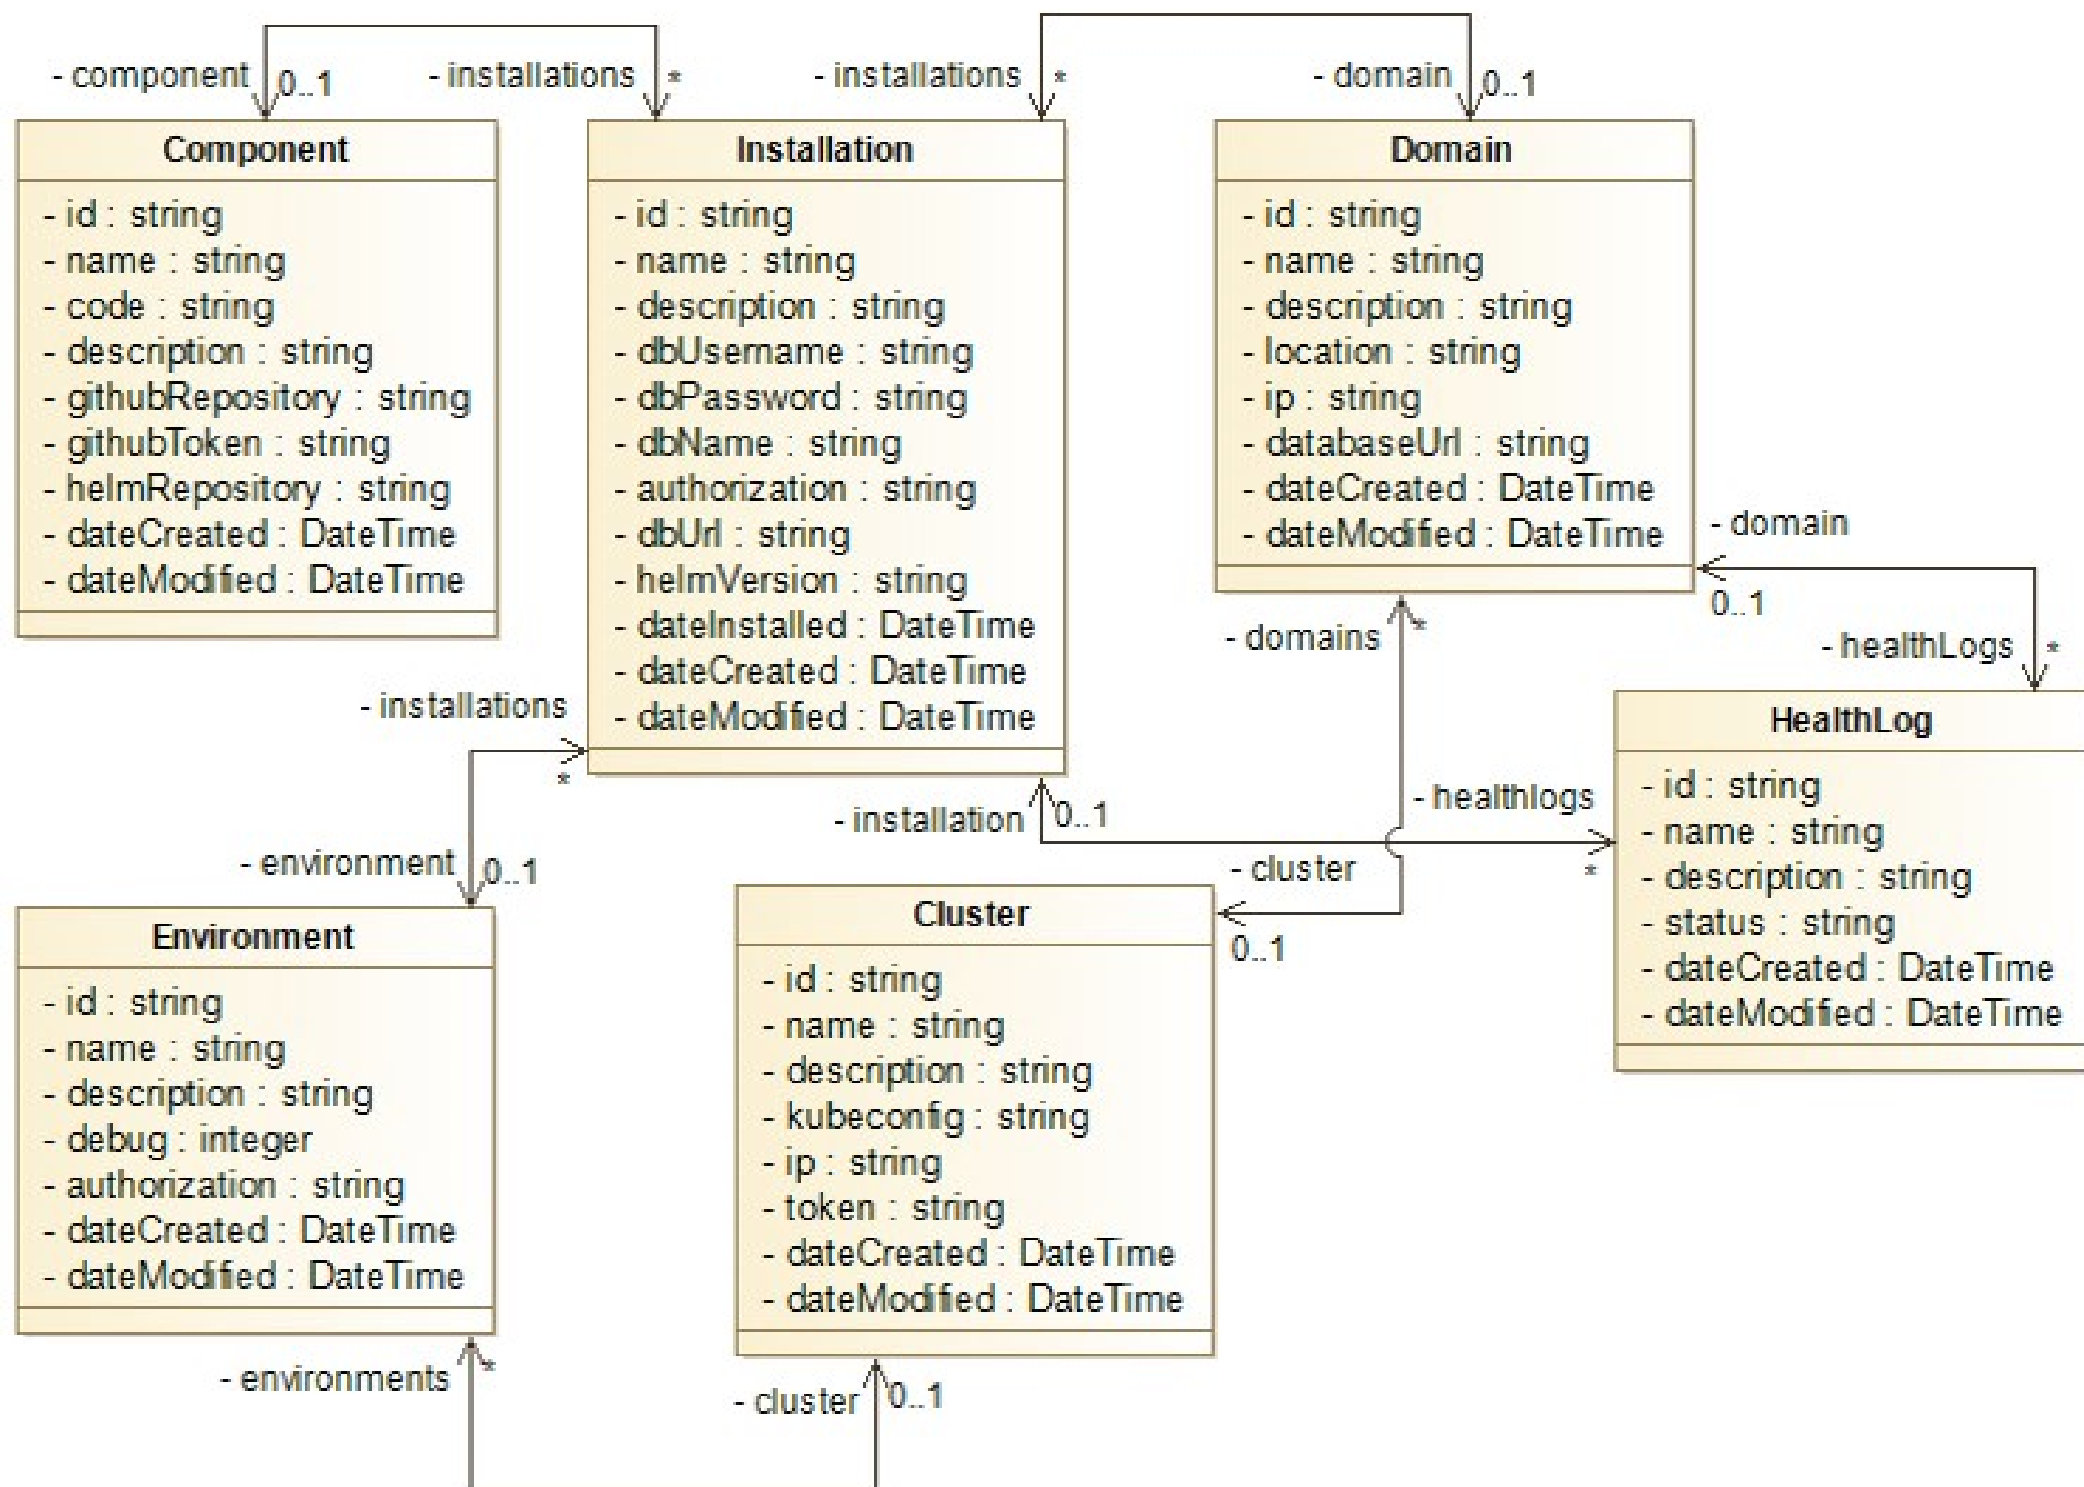 - component
0..1
- installations
*
- installations
*
- domain
0..1
Component
- id : string
- name : string
- code : string
- description : string
- githubRepository : string
- githubToken : string
- helmRepository : string
- dateCreated : DateTime
- dateModified : DateTime
Installation
- id : string
- name : string
- description : string
- dbUsername : string
- dbPassword : string
- dbName : string
- authorization : string
- dbUrl : string
- helmVersion : string
- dateInstalled : DateTime
- dateCreated : DateTime
- dateModified : DateTime
Domain
- id : string
- name : string
- description : string
- location : string
- ip : string
- databaseUrl : string
- dateCreated : DateTime
- dateModified : DateTime
- domain
0..1
- domains
*
- healthLogs
*
- installations
*
- environment
0..1
- installation
0..1
- healthlogs
*
- cluster
0..1
HealthLog
- id : string
- name : string
- description : string
- status : string
- dateCreated : DateTime
- dateModified : DateTime
Environment
- id : string
- name : string
- description : string
- debug : integer
- authorization : string
- dateCreated : DateTime
- dateModified : DateTime
Cluster
- id : string
- name : string
- description : string
- kubeconfig : string
- ip : string
- token : string
- dateCreated : DateTime
- dateModified : DateTime
- environments
*
- cluster
0..1